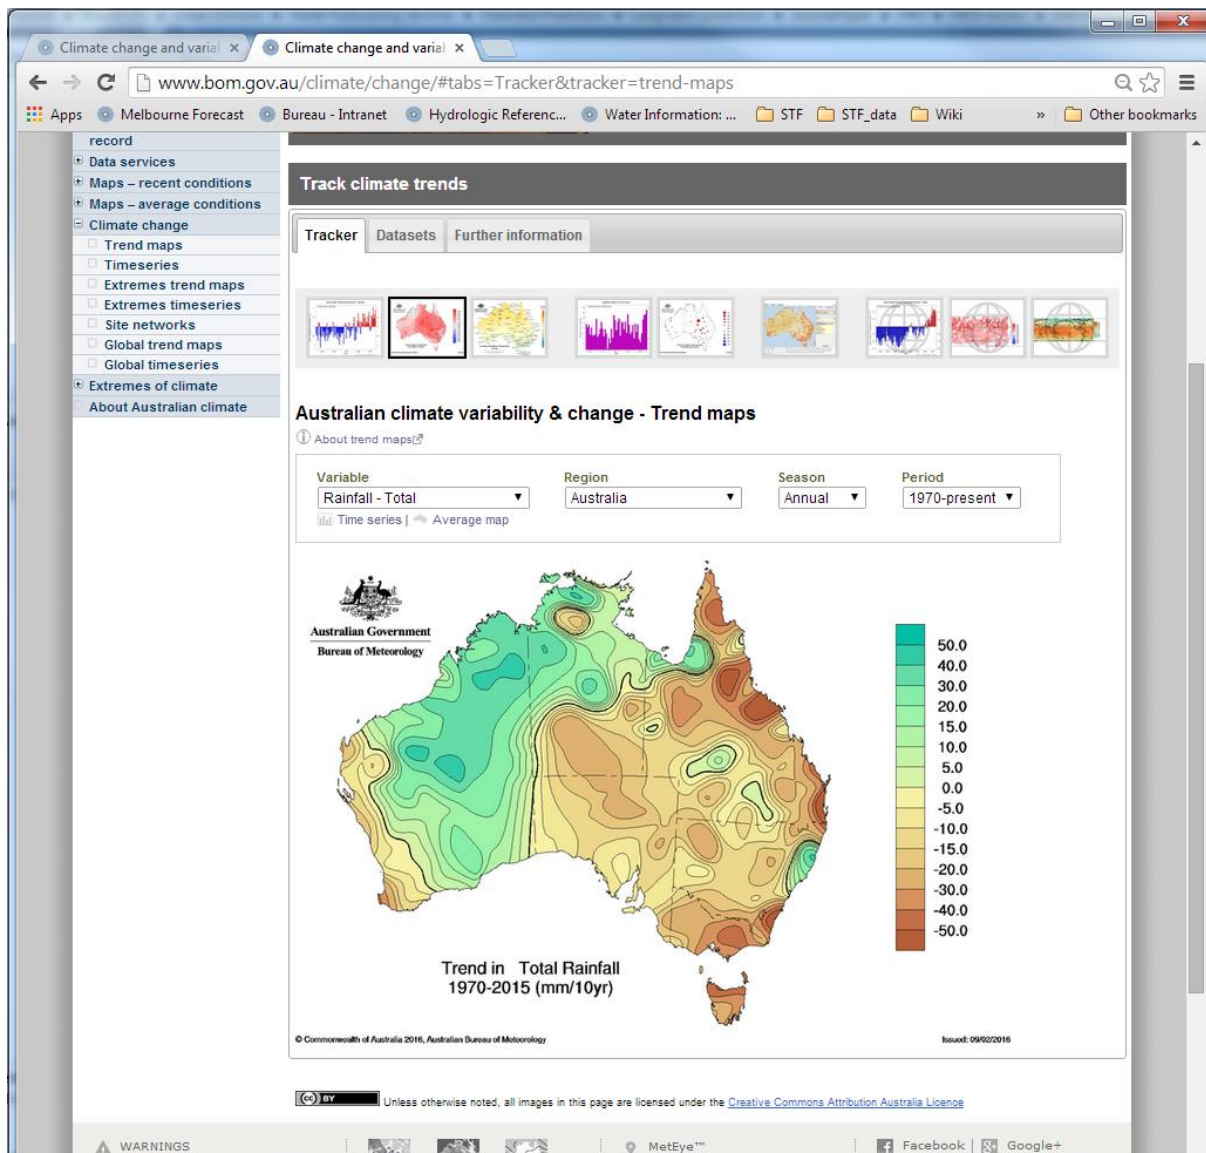 Climate change and varial
Climate change and varial
www.bom.gov.au/climate/change/#tabs=Tracker&tracker=trend-maps
Apps Melbourne Forecast Bureau - Intranet Hydrologic Referenc... Water Information: ... STF STF_data Wiki » Other bookmarks
record
Data services
Maps – recent conditions
Maps – average conditions
Climate change
Trend maps
Timeseries
Extremes trend maps
Extremes timeseries
Site networks
Global trend maps
Global timeseries
Extremes of climate
About Australian climate
Track climate trends
Tracker Datasets Further information
Australian climate variability & change - Trend maps
About trend maps
Variable Region Season Period
Rainfall - Total Australia Annual 1970-present
Time series | Average map
Australian Government
Bureau of Meteorology
50.0
40.0
30.0
20.0
15.0
10.0
5.0
0.0
-5.0
-10.0
-15.0
-20.0
-30.0
-40.0
-50.0
Trend in Total Rainfall
1970-2015 (mm/10yr)
© Commonwealth of Australia 2016, Australian Bureau of Meteorology Issued: 09/02/2016
(cc) BY Unless otherwise noted, all images in this page are licensed under the Creative Commons Attribution Australia Licence
WARNINGS MetEye™ Facebook | Google+